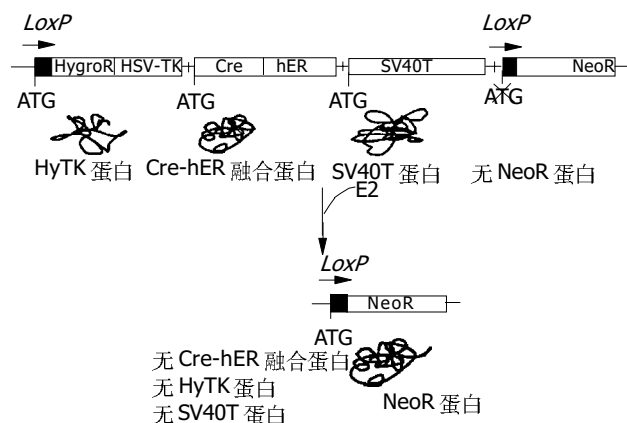 LoxP LoxP
HygroR HSV-TK Cre hER SV40T NeoR
ATG ATG ATG ATG
HyTK 蛋白 Cre-hER 融合蛋白 SV40T 蛋白 无 NeoR 蛋白
E2
LoxP
NeoR
ATG
无 Cre-hER 融合蛋白
无 HyTK 蛋白
无 SV40T 蛋白
NeoR 蛋白